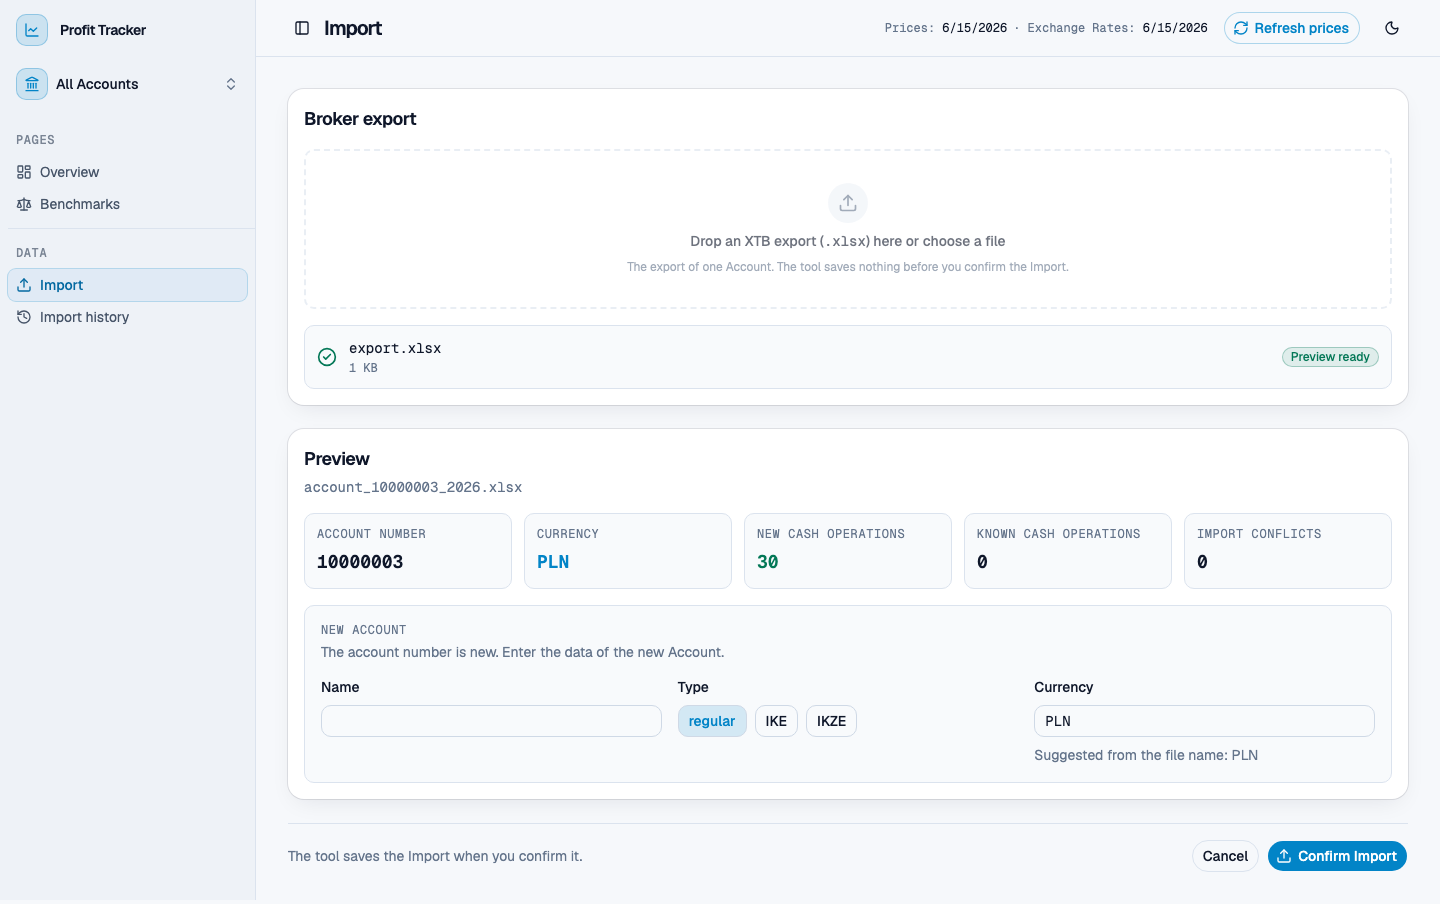 Profit Tracker
All Accounts
PAGES
Overview
Benchmarks
DATA
Import
Import history
Import
Prices: 6/15/2026 · Exchange Rates: 6/15/2026
Refresh prices
Broker export
Drop an XTB export (.xlsx) here or choose a file
The export of one Account. The tool saves nothing before you confirm the Import.
export.xlsx
1 KB
Preview ready
Preview
account_10000003_2026.xlsx
ACCOUNT NUMBER
10000003
CURRENCY
PLN
NEW CASH OPERATIONS
30
KNOWN CASH OPERATIONS
0
IMPORT CONFLICTS
0
NEW ACCOUNT
The account number is new. Enter the data of the new Account.
Name
Type
regular
IKE
IKZE
Currency
PLN
Suggested from the file name: PLN
The tool saves the Import when you confirm it.
Cancel
Confirm Import